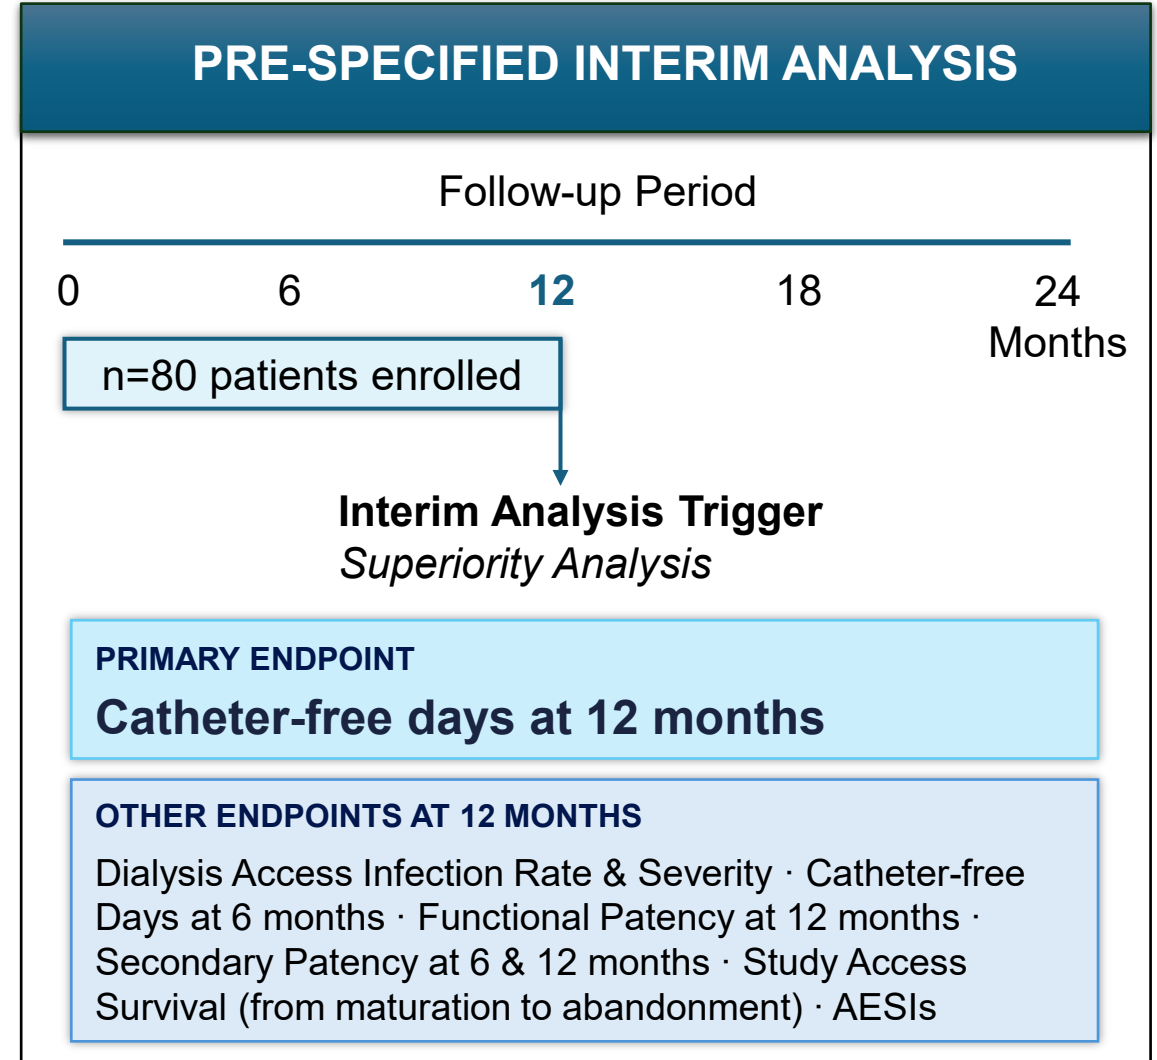 PRE-SPECIFIED INTERIM ANALYSIS
Follow-up Period
0 6 12 18 24
Months
n=80 patients enrolled
Interim Analysis Trigger
Superiority Analysis
PRIMARY ENDPOINT
Catheter-free days at 12 months
OTHER ENDPOINTS AT 12 MONTHS
Dialysis Access Infection Rate & Severity · Catheter-free
Days at 6 months · Functional Patency at 12 months ·
Secondary Patency at 6 & 12 months · Study Access
Survival (from maturation to abandonment) · AESIs